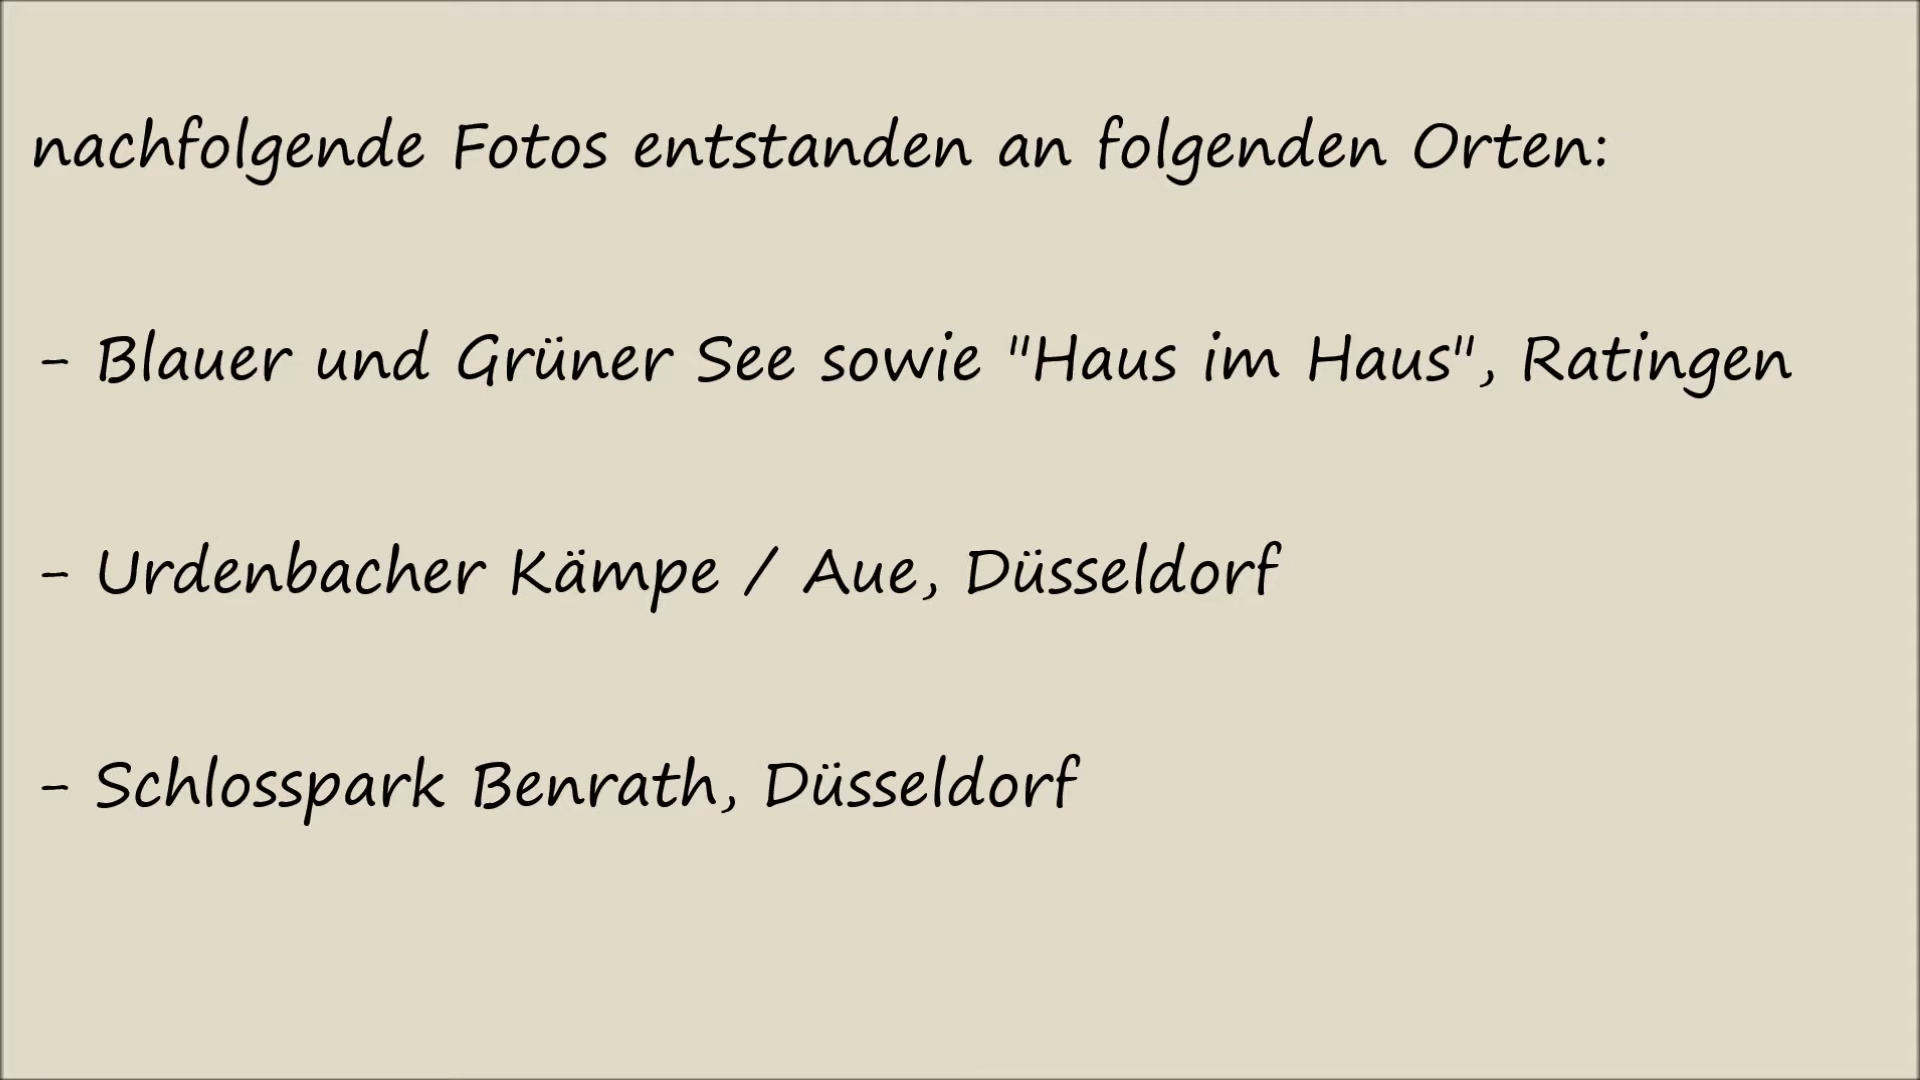 nachfolgende Fotos entstanden an folgenden Orten:
- Blauer und Grüner See sowie "Haus im Haus", Ratingen
- Urdenbacher Kämpe / Aue, Düsseldorf
- Schlosspark Benrath, Düsseldorf